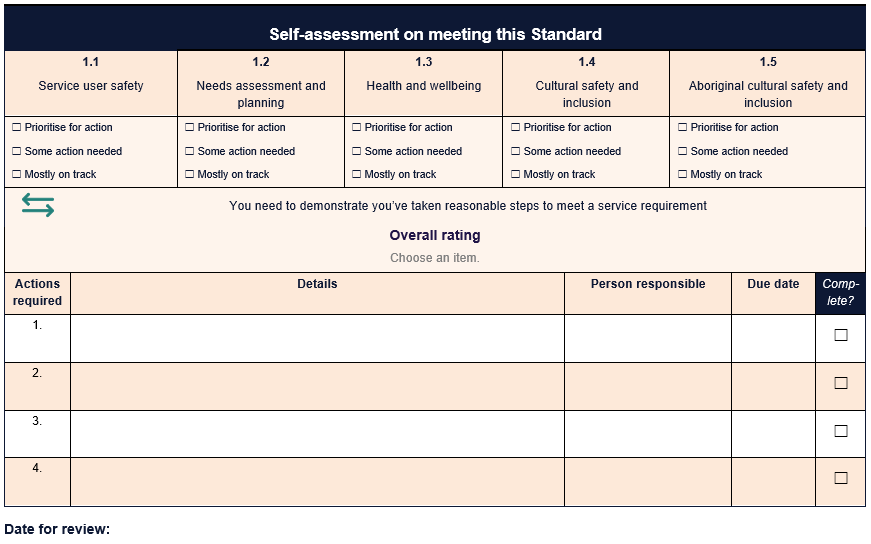 Self-assessment on meeting this Standard
1.1
Service user safety
1.2
Needs assessment and
planning
1.3
Health and wellbeing
1.4
Cultural safety and
inclusion
1.5
Aboriginal cultural safety and
inclusion
☐ Prioritise for action
☐ Some action needed
☐ Mostly on track
☐ Prioritise for action
☐ Some action needed
☐ Mostly on track
☐ Prioritise for action
☐ Some action needed
☐ Mostly on track
☐ Prioritise for action
☐ Some action needed
☐ Mostly on track
☐ Prioritise for action
☐ Some action needed
☐ Mostly on track
You need to demonstrate you've taken reasonable steps to meet a service requirement
Overall rating
Choose an item.
Actions
required
Details
Person responsible
Due date
Comp-
lete?
1.
☐
2.
☐
3.
☐
4.
☐
Date for review: